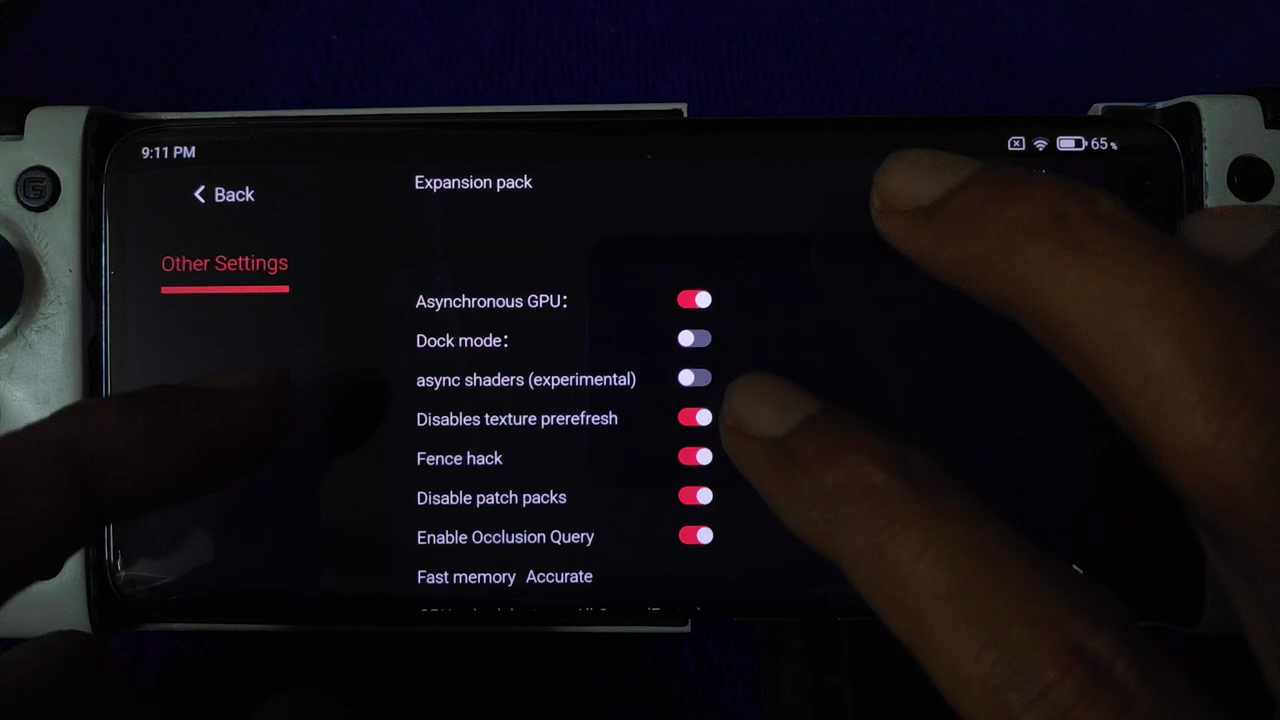 9:11 PM
65%
Back
Expansion pack
Other Settings
Asynchronous GPU:
Dock mode:
async shaders (experimental)
Disables texture prerefresh
Fence hack
Disable patch packs
Enable Occlusion Query
Fast memory Accurate